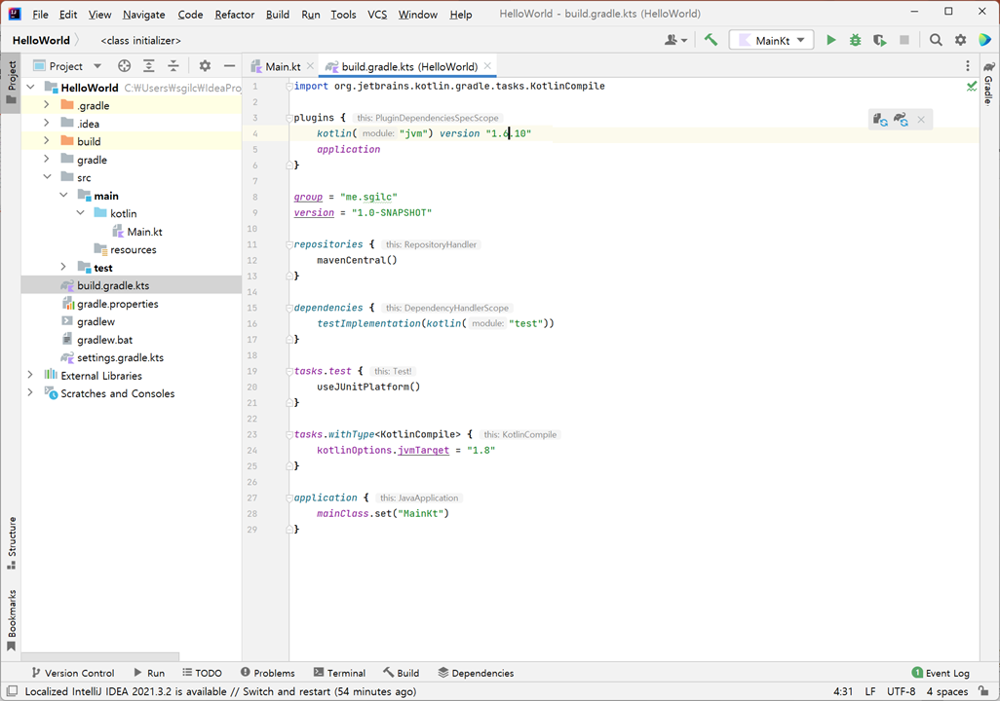 File Edit View Navigate Code Refactor Build Run Tools VCS Window Help HelloWorld - build.gradle.kts (HelloWorld)
HelloWorld <class initializer> MainKt
Project Main.kt build.gradle.kts (HelloWorld)
Project
Structure
Bookmarks
HelloWorld C:₩Users₩sgilc₩IdeaPro
.gradle
.idea
build
gradle
src
main
kotlin
Main.kt
resources
test
build.gradle.kts
gradle.properties
gradlew
gradlew.bat
settings.gradle.kts
External Libraries
Scratches and Consoles
1 import org.jetbrains.kotlin.gradle.tasks.KotlinCompile
2
3 plugins { this: PluginDependenciesSpecScope
4 kotlin( module: "jvm") version "1.6.10"
5 application
6 }
7
8 group = "me.sgilc"
9 version = "1.0-SNAPSHOT"
10
11 repositories { this: RepositoryHandler
12 mavenCentral()
13 }
14
15 dependencies { this: DependencyHandlerScope
16 testImplementation(kotlin( module: "test"))
17 }
18
19 tasks.test { this: Test!
20 useJUnitPlatform()
21 }
22
23 tasks.withType<KotlinCompile> { this: KotlinCompile
24 kotlinOptions.jvmTarget = "1.8"
25 }
26
27 application { this: JavaApplication
28 mainClass.set("MainKt")
29 }
Gradle
Version Control Run TODO Problems Terminal Build Dependencies 1 Event Log
Localized IntelliJ IDEA 2021.3.2 is available // Switch and restart (54 minutes ago) 4:31 LF UTF-8 4 spaces